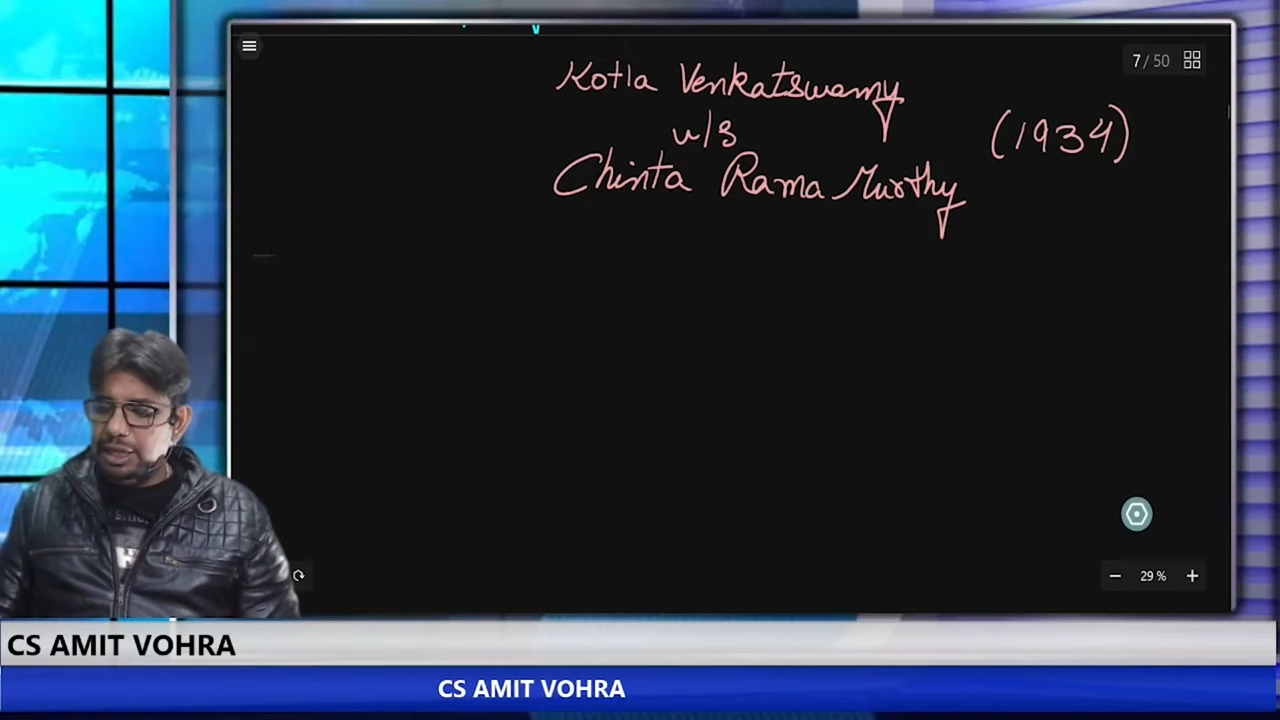 7 / 50
Kotla Venkatswamy
v/s
(1934)
Chinta Rama Murthy
29 %
CS AMIT VOHRA
CS AMIT VOHRA